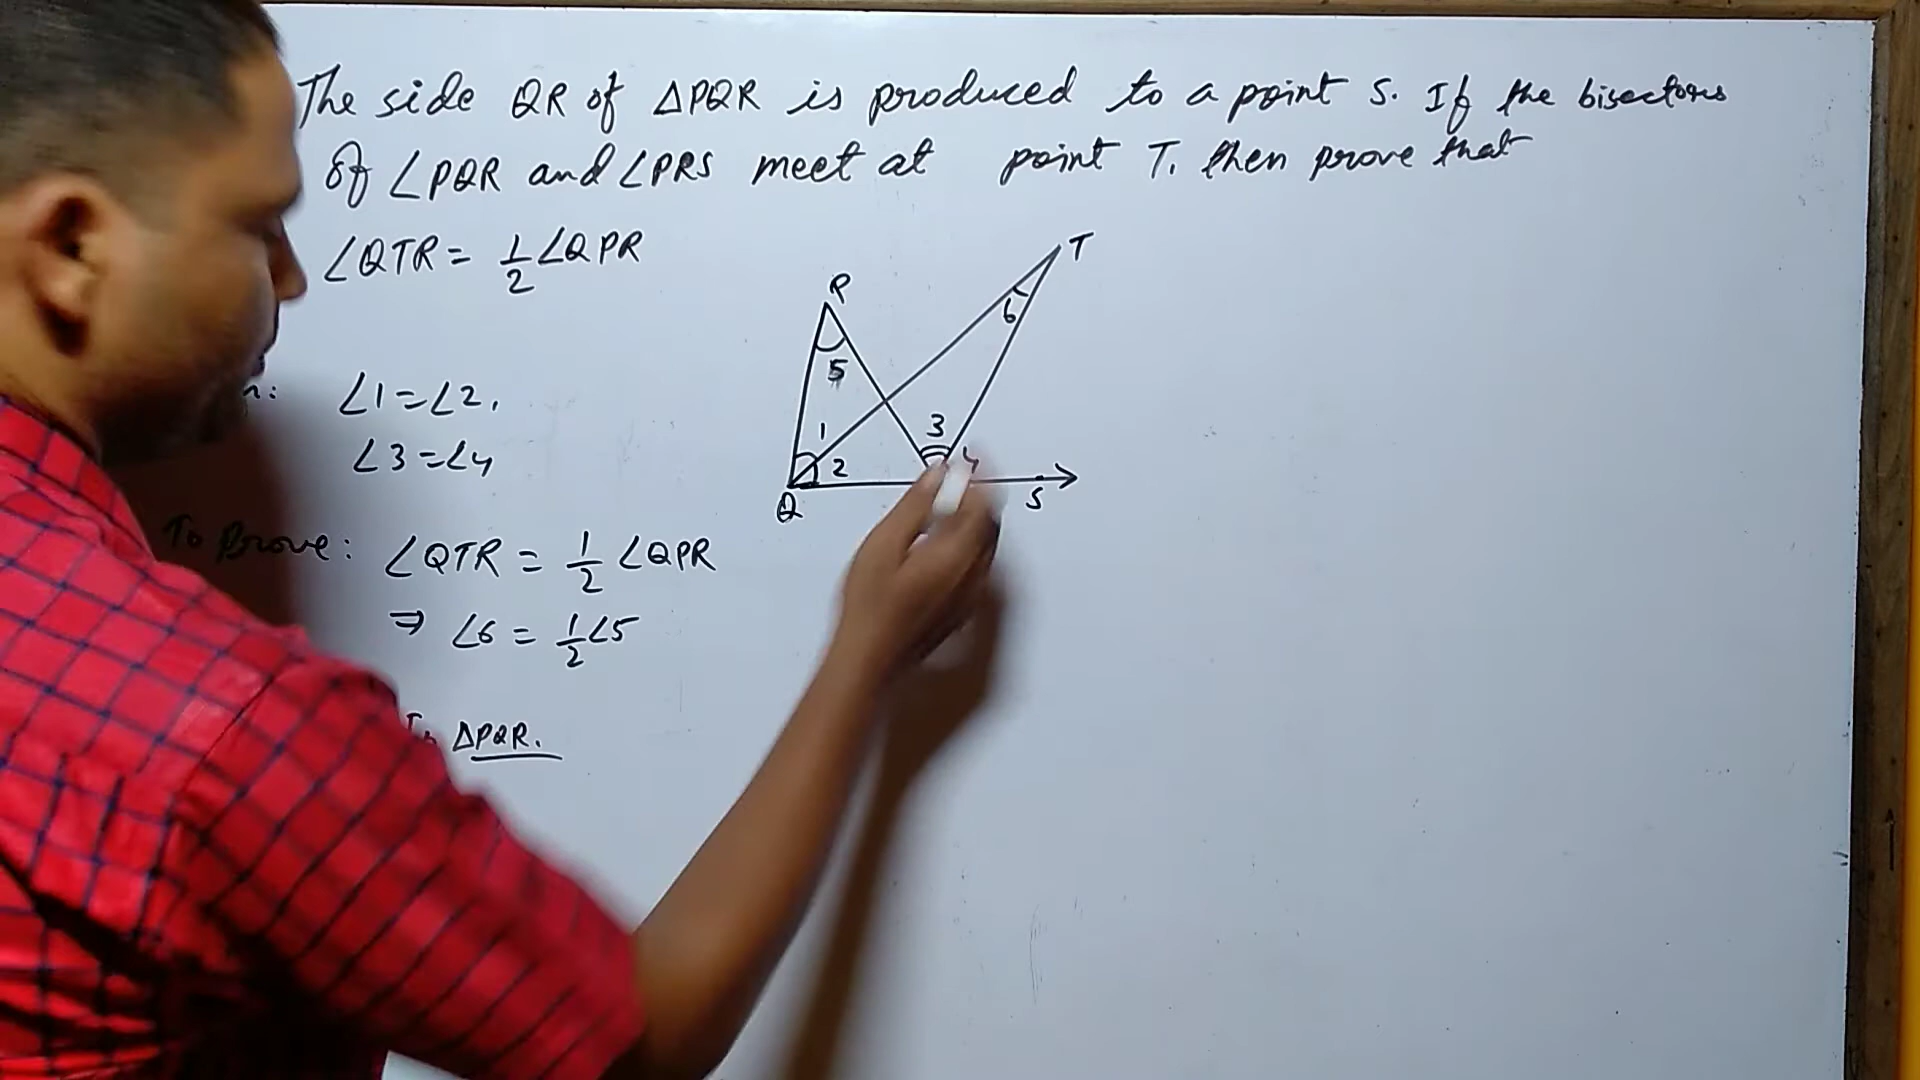 The side QR of ΔPQR is produced to a point S. If the bisectors
of ∠PQR and ∠PRS meet at point T, then prove that
∠QTR = 1/2 ∠QPR
T
P
6
5
∠1=∠2,
1
3
∠3=∠4
2
4
Q
S
To Prove: ∠QTR = 1/2 ∠QPR
⇒ ∠6 = 1/2 ∠5
In ΔPQR.